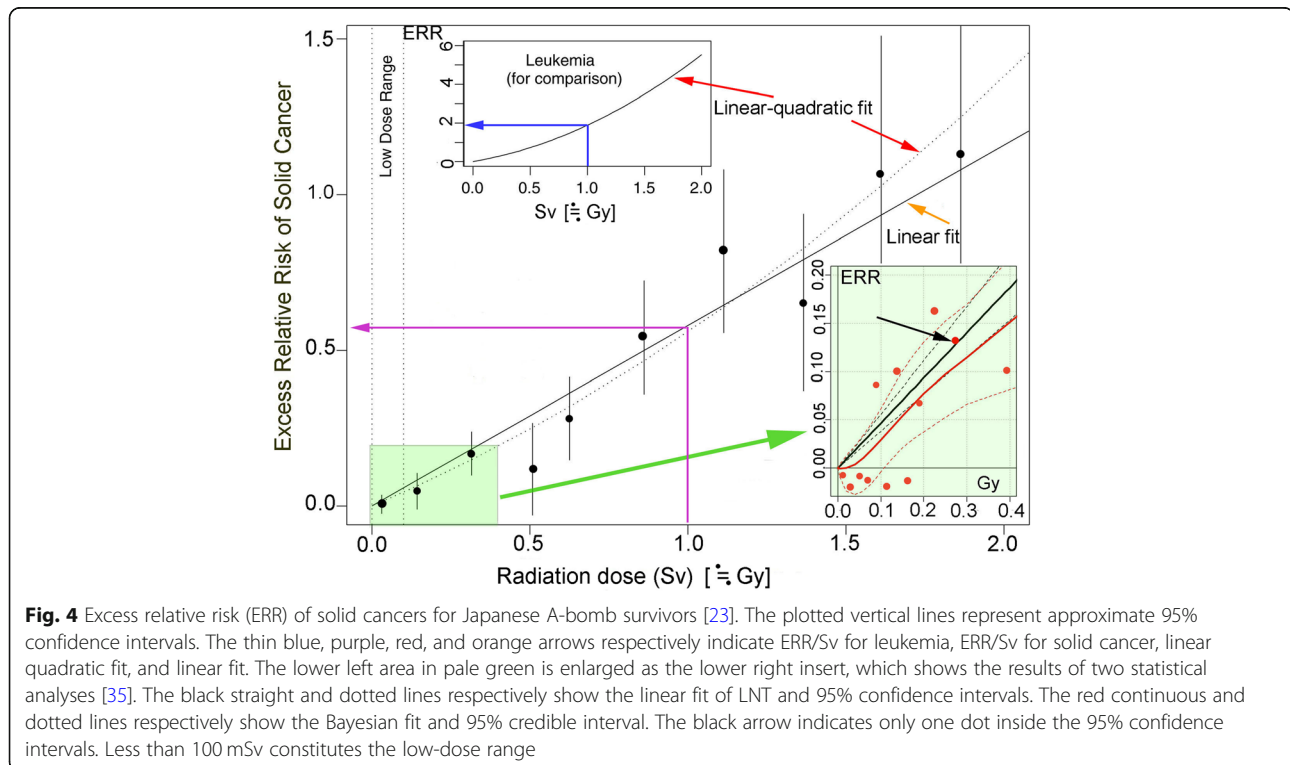 ERR
1.5
1.0
0.5
0.0
Excess Relative Risk of Solid Cancer
Low Dose Range
6
4
2
0
Leukemia
(for comparison)
0.0 0.5 1.0 1.5 2.0
Sv [≒ Gy]
Linear-quadratic fit
Linear fit
ERR
0.20
0.15
0.10
0.05
0.00
Gy
0.0 0.1 0.2 0.3 0.4
0.0 0.5 1.0 1.5 2.0
Radiation dose (Sv) [≒ Gy]
Fig. 4 Excess relative risk (ERR) of solid cancers for Japanese A-bomb survivors [23]. The plotted vertical lines represent approximate 95%
confidence intervals. The thin blue, purple, red, and orange arrows respectively indicate ERR/Sv for leukemia, ERR/Sv for solid cancer, linear
quadratic fit, and linear fit. The lower left area in pale green is enlarged as the lower right insert, which shows the results of two statistical
analyses [35]. The black straight and dotted lines respectively show the linear fit of LNT and 95% confidence intervals. The red continuous and
dotted lines respectively show the Bayesian fit and 95% credible interval. The black arrow indicates only one dot inside the 95% confidence
intervals. Less than 100 mSv constitutes the low-dose range